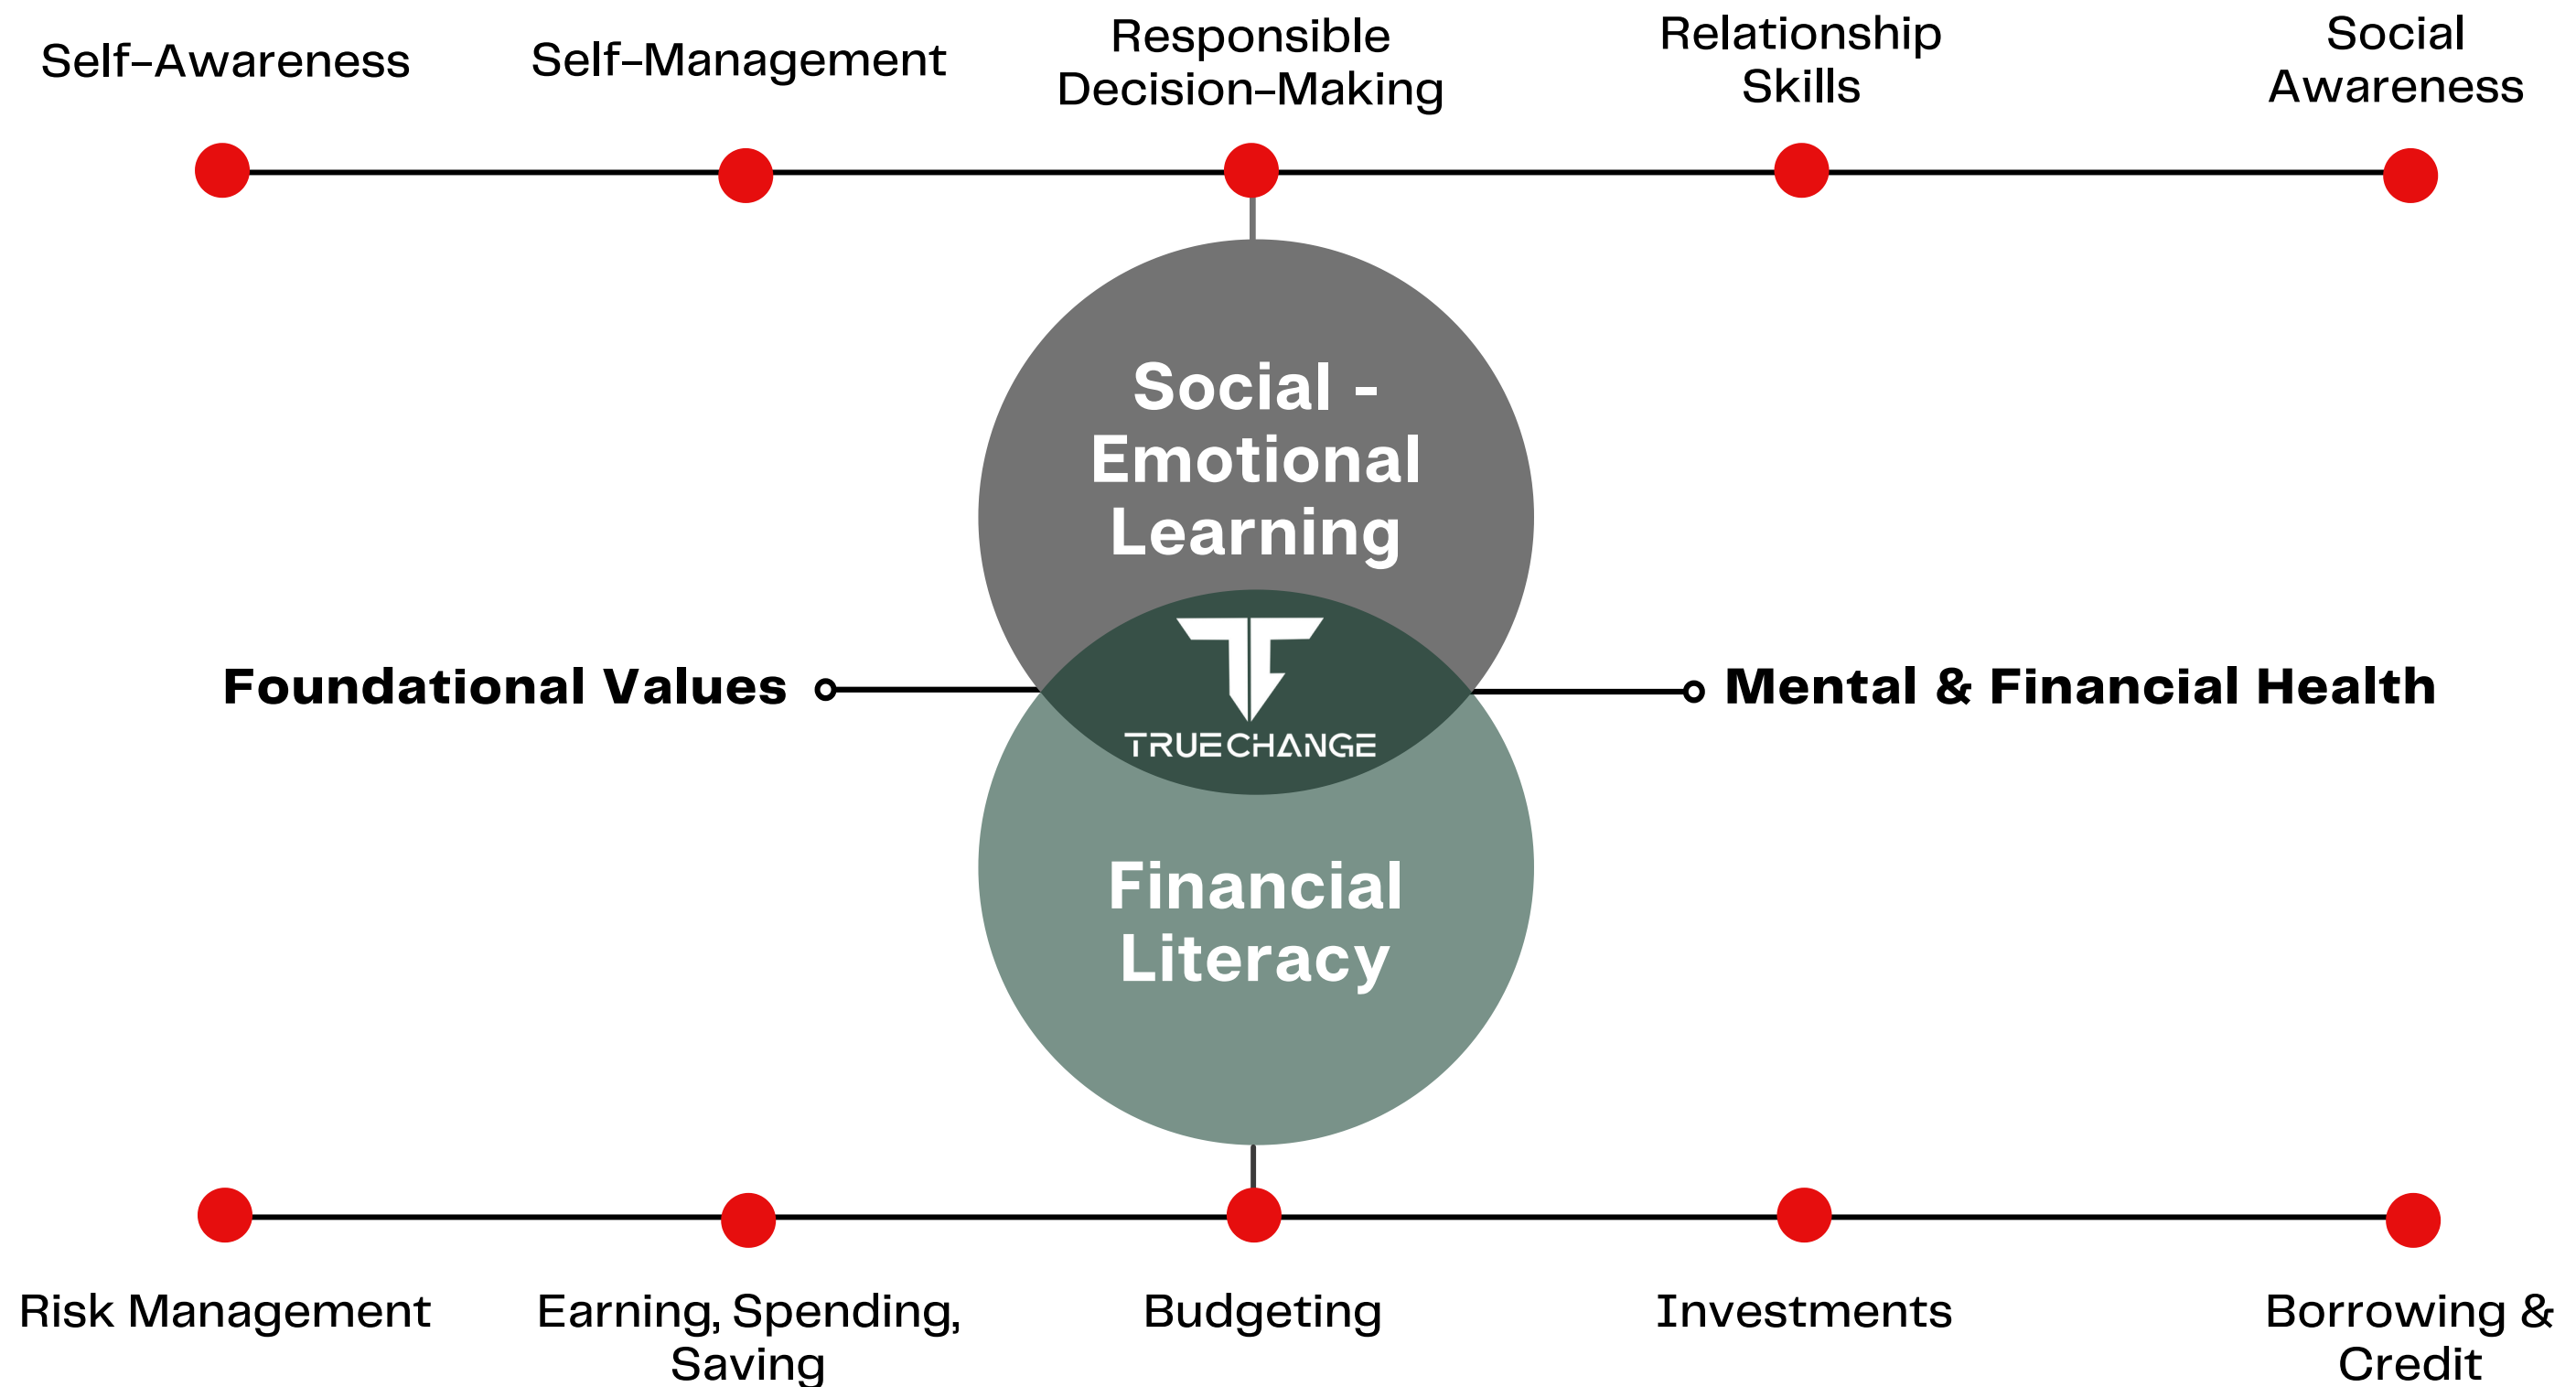 Self-Awareness
Self-Management
Responsible
Decision-Making
Relationship
Skills
Social
Awareness
Social -
Emotional
Learning
Foundational Values
TRUECHANGE
Mental & Financial Health
Financial
Literacy
Risk Management
Earning, Spending,
Saving
Budgeting
Investments
Borrowing &
Credit